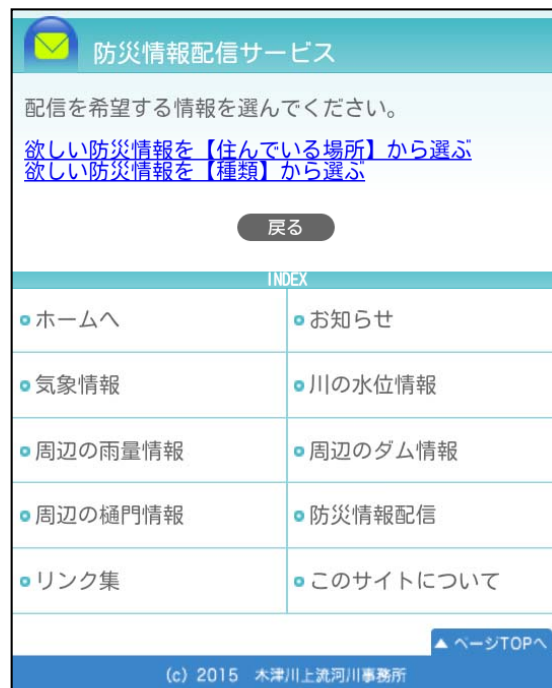 防災情報配信サービス
配信を希望する情報を選んでください。
欲しい防災情報を【住んでいる場所】から選ぶ
欲しい防災情報を【種類】から選ぶ
戻る
INDEX
ホームへ
お知らせ
気象情報
川の水位情報
周辺の雨量情報
周辺のダム情報
周辺の樋門情報
防災情報配信
リンク集
このサイトについて
▲ ページTOPへ
(c) 2015 木津川上流河川事務所